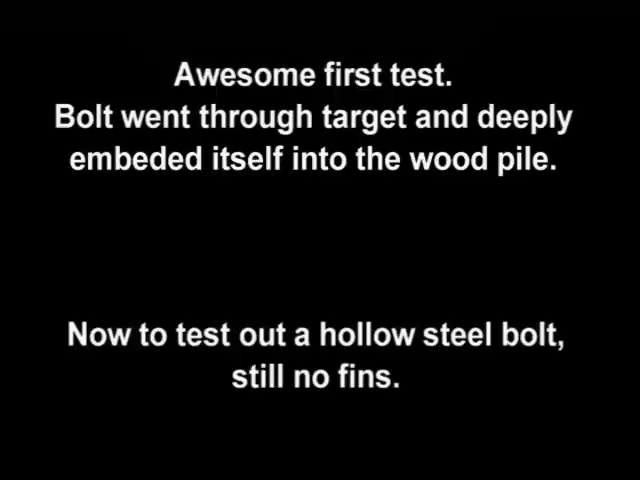 Awesome first test.
Bolt went through target and deeply
embeded itself into the wood pile.
Now to test out a hollow steel bolt,
still no fins.